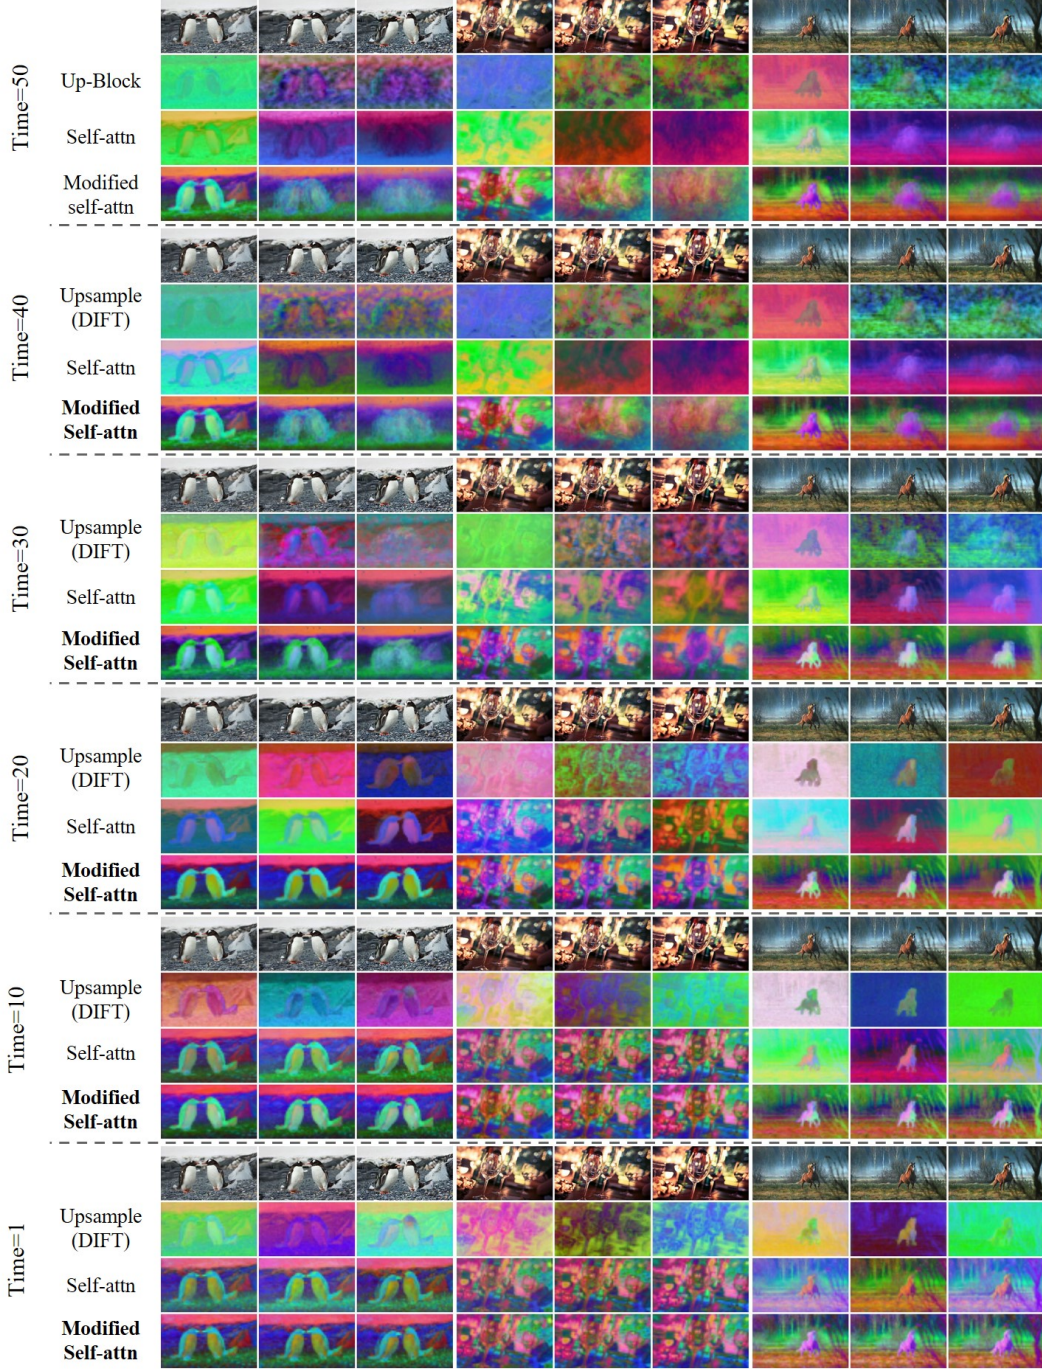 Time=50
Up-Block
Self-attn
Modified
self-attn
Time=40
Upsample
(DIFT)
Self-attn
Modified
Self-attn
Time=30
Upsample
(DIFT)
Self-attn
Modified
Self-attn
Time=20
Upsample
(DIFT)
Self-attn
Modified
Self-attn
Time=10
Upsample
(DIFT)
Self-attn
Modified
Self-attn
Time=1
Upsample
(DIFT)
Self-attn
Modified
Self-attn